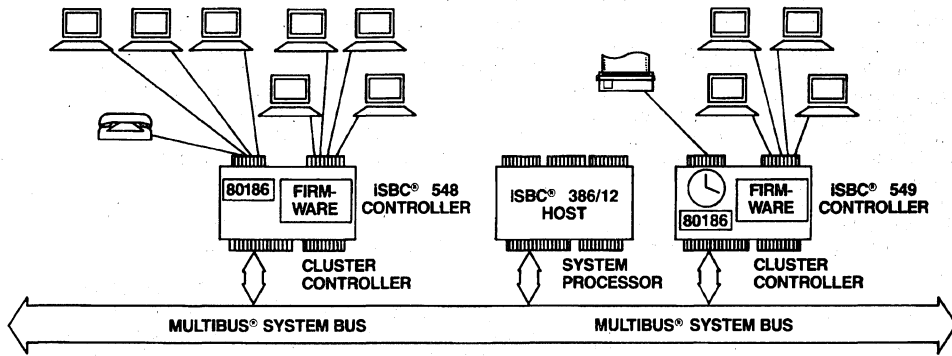 80186
FIRM-
WARE
iSBC® 548
CONTROLLER
CLUSTER
CONTROLLER
iSBC® 386/12
HOST
SYSTEM
PROCESSOR
80186
FIRM-
WARE
iSBC® 549
CONTROLLER
CLUSTER
CONTROLLER
MULTIBUS® SYSTEM BUS
MULTIBUS® SYSTEM BUS